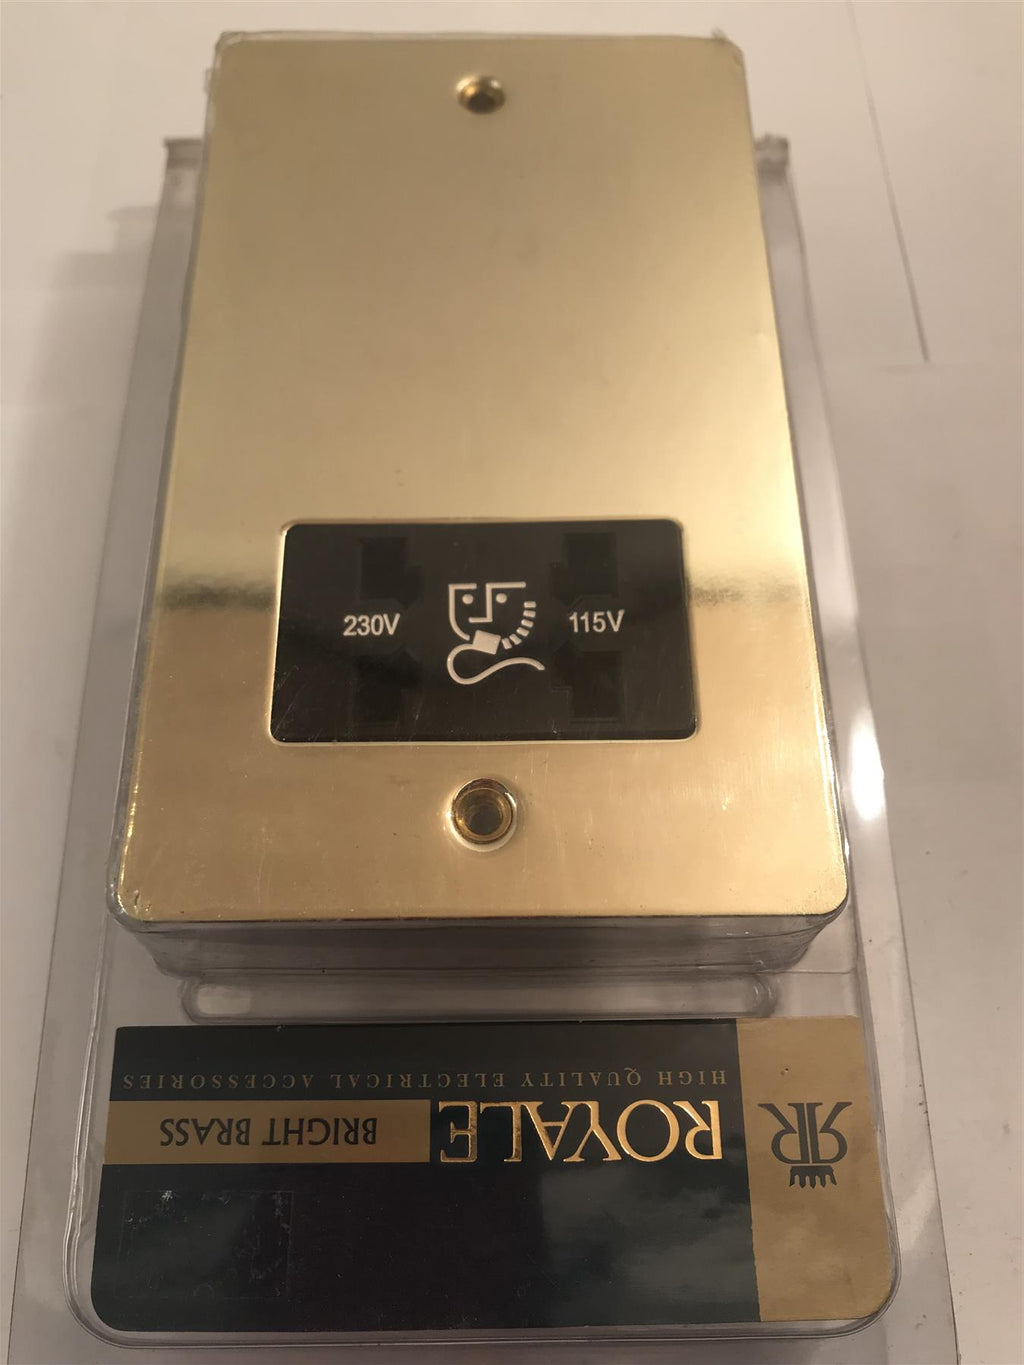 230V
115V
HIGH QUALITY ELECTRICAL ACCESSORIES
ROYALE
BRIGHT BRASS